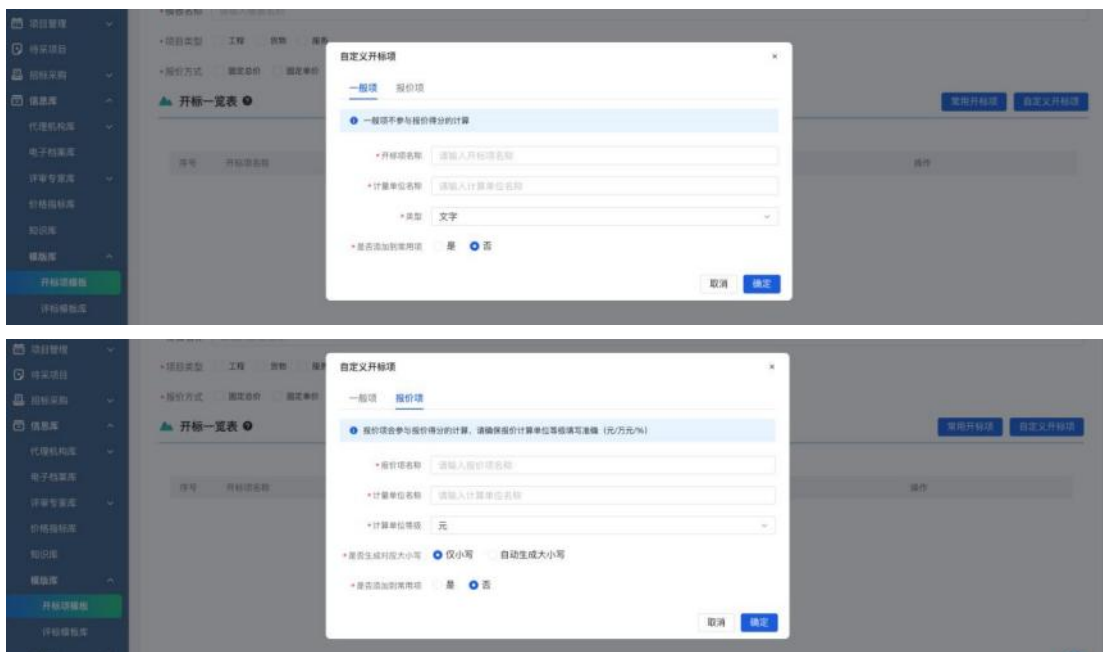 项目管理
*模告名称 请输入模板名称
待采项目
*项目类型 工程 货物 服务
招标采购
*报价方式 固定总价 固定单价
信息库
开标一览表
常用开标项 自定义开标项
代理机构库
电子档案库
序号 开标项名称 操作
评审专家库
价格指标库
知识库
模版库
开标项模板
评标模板库
自定义开标项
一般项 报价项
一般项不参与报价得分的计算
*开标项名称 请输入开标项名称
*计量单位名称 请输入计算单位名称
*类型 文字
*是否添加到常用项 是 否
取消 确定
项目管理
待采项目
*项目类型 工程 货物 服务
招标采购
*报价方式 固定总价 固定单价
信息库
开标一览表
常用开标项 自定义开标项
代理机构库
电子档案库
序号 开标项名称 操作
评审专家库
价格指标库
知识库
模版库
开标项模板
评标模板库
自定义开标项
一般项 报价项
报价项会参与报价得分的计算，请确保报价计算单位等级填写准确（元/万元/%）
*报价项名称 请输入报价项名称
*计量单位名称 请输入计算单位名称
*计算单位等级 元
*是否生成对应大小写 仅小写 自动生成大小写
*是否添加到常用项 是 否
取消 确定